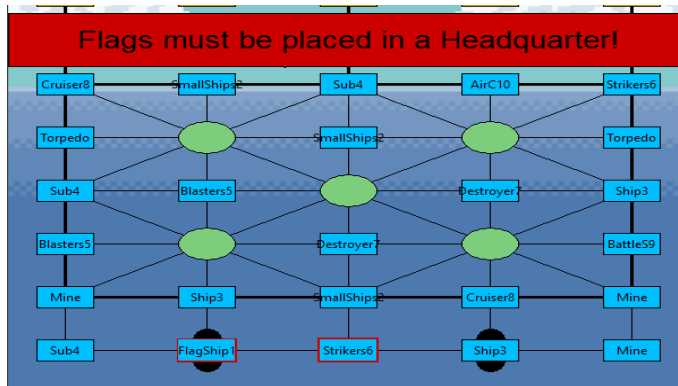 Flags must be placed in a Headquarter!
Cruiser8 SmallShips2 Sub4 AirC10 Strikers6
Torpedo SmallShips2 Torpedo
Sub4 Blasters5 Destroyer7 Ship3
Blasters5 Destroyer7 BattleS9
Mine Ship3 SmallShips2 Cruiser8 Mine
Sub4 FlagShip1 Strikers6 Ship3 Mine